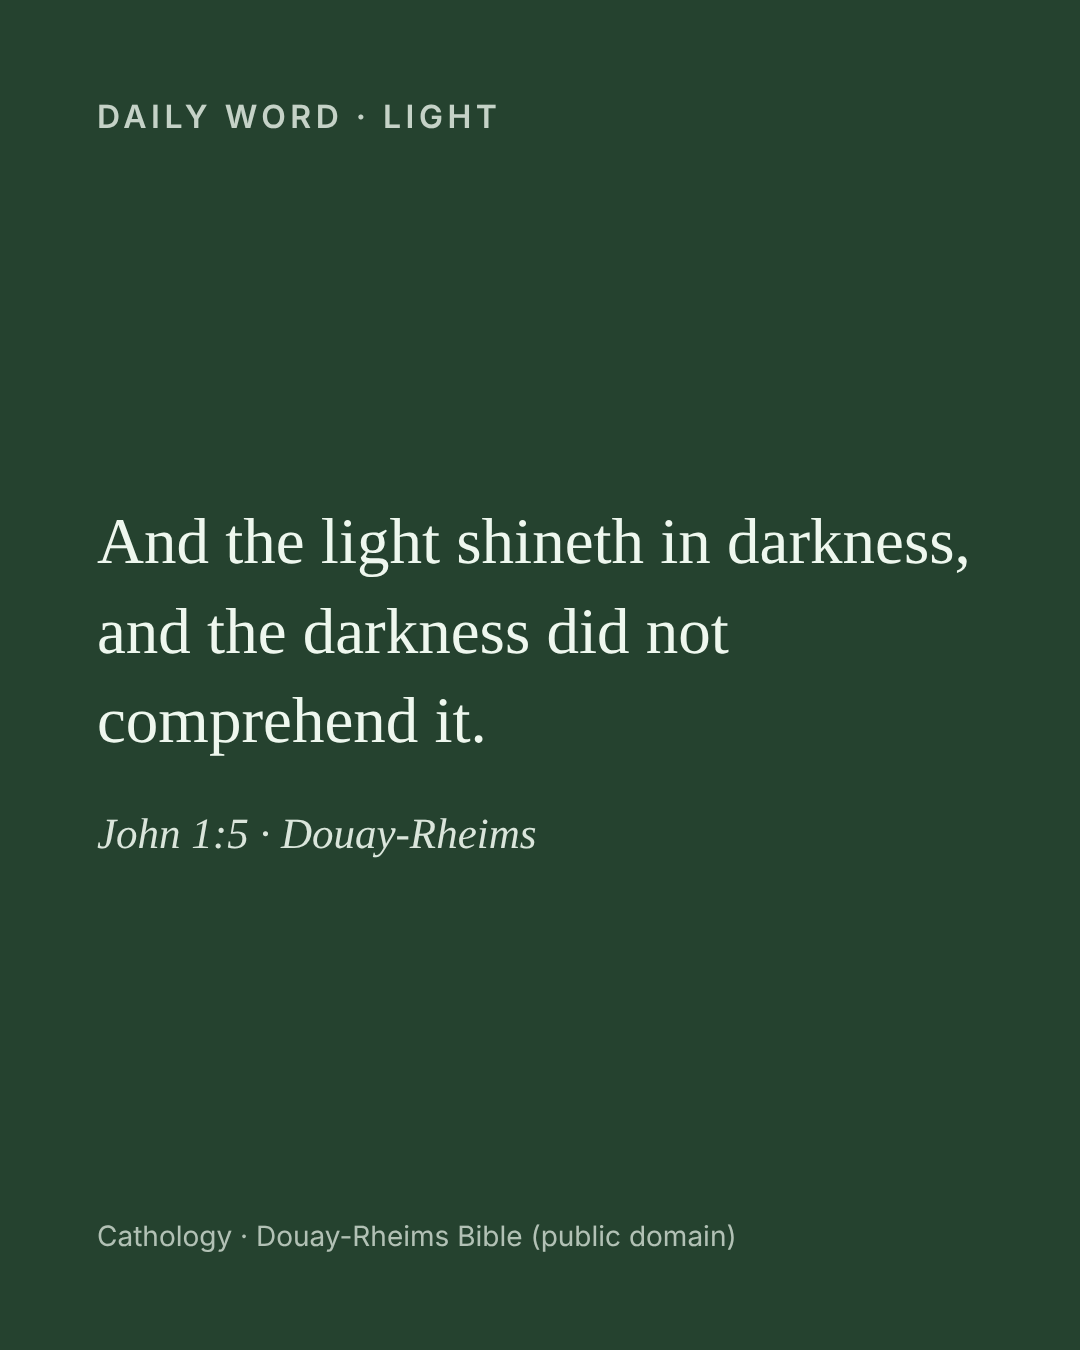 DAILY WORD · LIGHT
And the light shineth in darkness,
and the darkness did not
comprehend it.
John 1:5 · Douay-Rheims
Cathology · Douay-Rheims Bible (public domain)